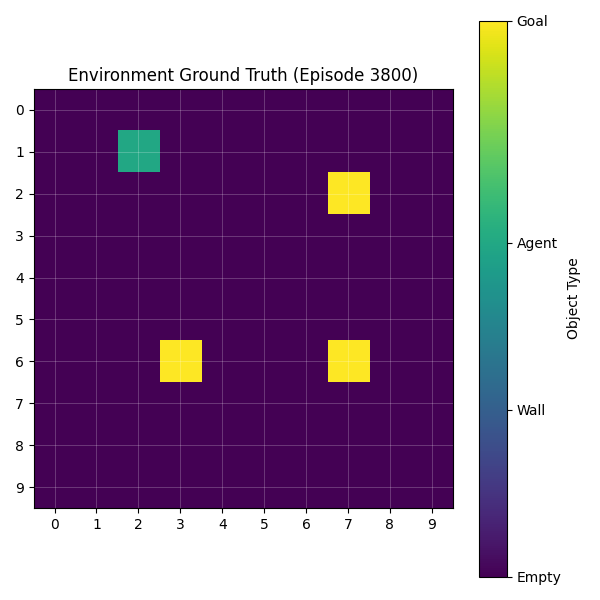 Environment Ground Truth (Episode 3800)
0
1
2
3
4
5
6
7
8
9
0 1 2 3 4 5 6 7 8 9
Goal
Agent
Wall
Empty
Object Type